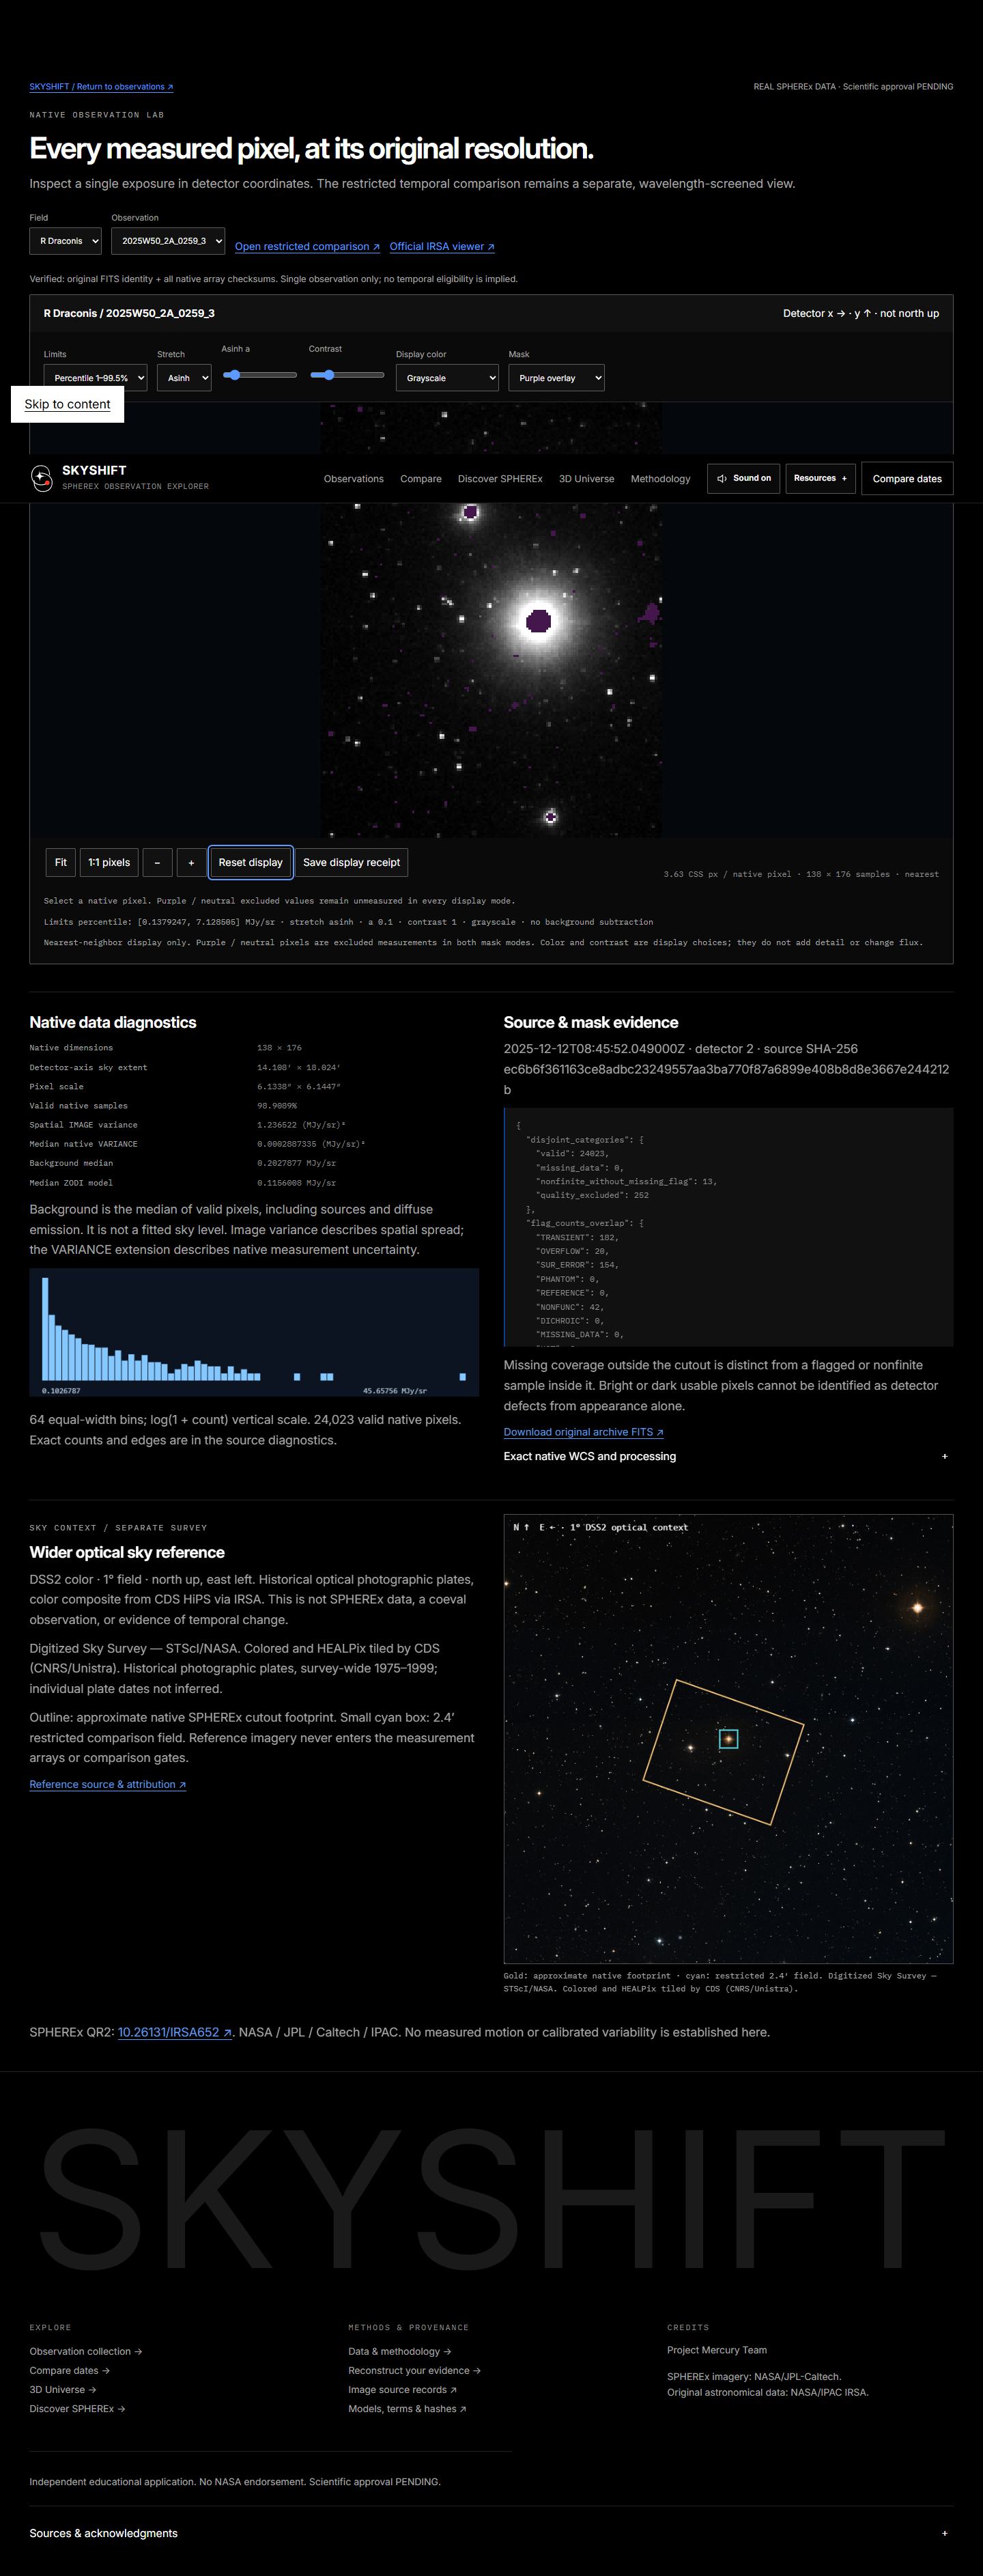 SKYSHIFT / Return to observations ↗
REAL SPHEREx DATA · Scientific approval PENDING
NATIVE OBSERVATION LAB
Every measured pixel, at its original resolution.
Inspect a single exposure in detector coordinates. The restricted temporal comparison remains a separate, wavelength-screened view.
Field
Observation
R Draconis
2025W50_2A_0259_3
Open restricted comparison ↗
Official IRSA viewer ↗
Verified: original FITS identity + all native array checksums. Single observation only; no temporal eligibility is implied.
R Draconis / 2025W50_2A_0259_3
Detector x → · y ↑ · not north up
Limits
Stretch
Asinh a
Contrast
Display color
Mask
Percentile 1–99.5%
Asinh
Grayscale
Purple overlay
Skip to content
SKYSHIFT
SPHEREX OBSERVATION EXPLORER
Observations
Compare
Discover SPHEREx
3D Universe
Methodology
Sound on
Resources +
Compare dates
Fit
1:1 pixels
−
+
Reset display
Save display receipt
3.63 CSS px / native pixel · 138 × 176 samples · nearest
Select a native pixel. Purple / neutral excluded values remain unmeasured in every display mode.
Limits percentile: [0.1379247, 7.128505] MJy/sr · stretch asinh · a 0.1 · contrast 1 · grayscale · no background subtraction
Nearest-neighbor display only. Purple / neutral pixels are excluded measurements in both mask modes. Color and contrast are display choices; they do not add detail or change flux.
Native data diagnostics
Native dimensions 138 × 176
Detector-axis sky extent 14.108′ × 18.024′
Pixel scale 6.1338″ × 6.1447″
Valid native samples 98.9089%
Spatial IMAGE variance 1.236522 (MJy/sr)²
Median native VARIANCE 0.0002887335 (MJy/sr)²
Background median 0.2027877 MJy/sr
Median ZODI model 0.1156008 MJy/sr
Background is the median of valid pixels, including sources and diffuse
emission. It is not a fitted sky level. Image variance describes spatial spread;
the VARIANCE extension describes native measurement uncertainty.
0.1026787
45.65756 MJy/sr
64 equal-width bins; log(1 + count) vertical scale. 24,023 valid native pixels.
Exact counts and edges are in the source diagnostics.
Source & mask evidence
2025-12-12T08:45:52.049000Z · detector 2 · source SHA-256
ec6b6f361163ce8adbc23249557aa3ba770f87a6899e408b8d8e3667e244212
b
{
"disjoint_categories": {
"valid": 24023,
"missing_data": 0,
"nonfinite_without_missing_flag": 13,
"quality_excluded": 252
},
"flag_counts_overlap": {
"TRANSIENT": 182,
"OVERFLOW": 20,
"SUR_ERROR": 154,
"PHANTOM": 0,
"REFERENCE": 0,
"NONFUNC": 42,
"DICHROIC": 0,
"MISSING_DATA": 0,
Missing coverage outside the cutout is distinct from a flagged or nonfinite
sample inside it. Bright or dark usable pixels cannot be identified as detector
defects from appearance alone.
Download original archive FITS ↗
Exact native WCS and processing +
SKY CONTEXT / SEPARATE SURVEY
Wider optical sky reference
DSS2 color · 1° field · north up, east left. Historical optical photographic plates,
color composite from CDS HiPS via IRSA. This is not SPHEREx data, a coeval
observation, or evidence of temporal change.
Digitized Sky Survey — STScI/NASA. Colored and HEALPix tiled by CDS
(CNRS/Unistra). Historical photographic plates, survey-wide 1975–1999;
individual plate dates not inferred.
Outline: approximate native SPHEREx cutout footprint. Small cyan box: 2.4′
restricted comparison field. Reference imagery never enters the measurement
arrays or comparison gates.
Reference source & attribution ↗
N ↑ E ← · 1° DSS2 optical context
Gold: approximate native footprint · cyan: restricted 2.4′ field. Digitized Sky Survey —
STScI/NASA. Colored and HEALPix tiled by CDS (CNRS/Unistra).
SPHEREx QR2: 10.26131/IRSA652 ↗. NASA / JPL / Caltech / IPAC. No measured motion or calibrated variability is established here.
SKYSHIFT
EXPLORE
Observation collection →
Compare dates →
3D Universe →
Discover SPHEREx →
METHODS & PROVENANCE
Data & methodology →
Reconstruct your evidence →
Image source records ↗
Models, terms & hashes ↗
CREDITS
Project Mercury Team
SPHEREx imagery: NASA/JPL-Caltech.
Original astronomical data: NASA/IPAC IRSA.
Independent educational application. No NASA endorsement. Scientific approval PENDING.
Sources & acknowledgments +